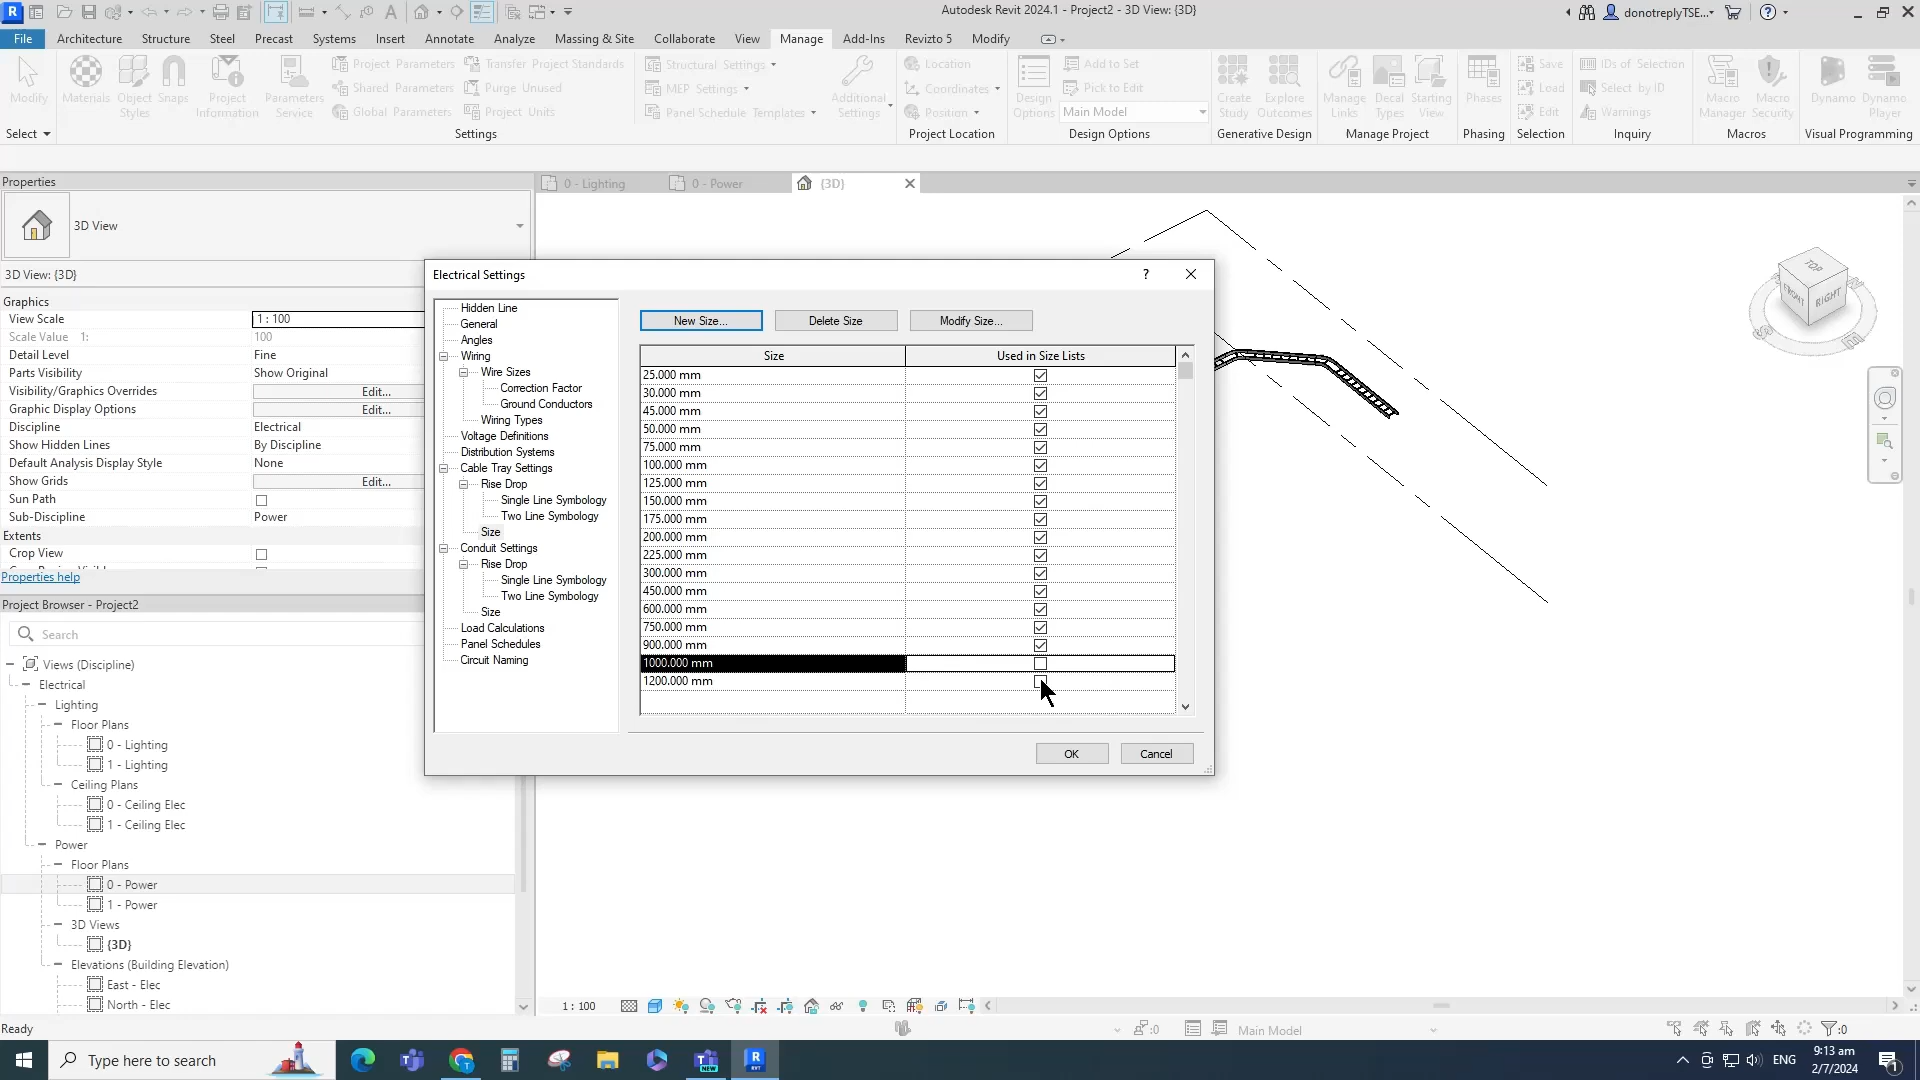 Autodesk Revit 2024.1 - Project2 - 3D View: {3D}
donotreplyTSE...
File Architecture Structure Steel Precast Systems Insert Annotate Analyze Massing & Site Collaborate View Manage Add-Ins Revizto 5 Modify
Modify
Materials
Object Styles
Snaps
Project Information
Parameters Service
Project Parameters
Shared Parameters
Global Parameters
Transfer Project Standards
Purge Unused
Project Units
Structural Settings
MEP Settings
Panel Schedule Templates
Additional Settings
Location
Coordinates
Position
Design Options
Add to Set
Pick to Edit
Main Model
Create Study
Explore Outcomes
Manage Links
Decal Types
Starting View
Phases
Save
Load
Edit
IDs of Selection
Select by ID
Warnings
Macro Manager
Macro Security
Dynamo
Dynamo Player
Select
Settings
Project Location
Design Options
Generative Design
Manage Project
Phasing
Selection
Inquiry
Macros
Visual Programming
Properties
0 - Lighting
0 - Power
{3D}
3D View
3D View: {3D}
Graphics
View Scale 1 : 100
Scale Value 1: 100
Detail Level Fine
Parts Visibility Show Original
Visibility/Graphics Overrides Edit...
Graphic Display Options Edit...
Discipline Electrical
Show Hidden Lines By Discipline
Default Analysis Display Style None
Show Grids Edit...
Sun Path
Sub-Discipline Power
Extents
Crop View
Properties help
Project Browser - Project2
Search
Views (Discipline)
Electrical
Lighting
Floor Plans
0 - Lighting
1 - Lighting
Ceiling Plans
0 - Ceiling Elec
1 - Ceiling Elec
Power
Floor Plans
0 - Power
1 - Power
3D Views
{3D}
Elevations (Building Elevation)
East - Elec
North - Elec
Electrical Settings
?
Hidden Line
General
Angles
Wiring
Wire Sizes
Correction Factor
Ground Conductors
Wiring Types
Voltage Definitions
Distribution Systems
Cable Tray Settings
Rise Drop
Single Line Symbology
Two Line Symbology
Size
Conduit Settings
Rise Drop
Single Line Symbology
Two Line Symbology
Size
Load Calculations
Panel Schedules
Circuit Naming
New Size... Delete Size Modify Size...
Size Used in Size Lists
25.000 mm
30.000 mm
45.000 mm
50.000 mm
75.000 mm
100.000 mm
125.000 mm
150.000 mm
175.000 mm
200.000 mm
225.000 mm
300.000 mm
450.000 mm
600.000 mm
750.000 mm
900.000 mm
1000.000 mm
1200.000 mm
OK Cancel
TOP
FRONT
RIGHT
1 : 100
Ready
:0
Main Model
:0
Type here to search
NEW
R
RVT
ENG
9:13 am
2/7/2024
1